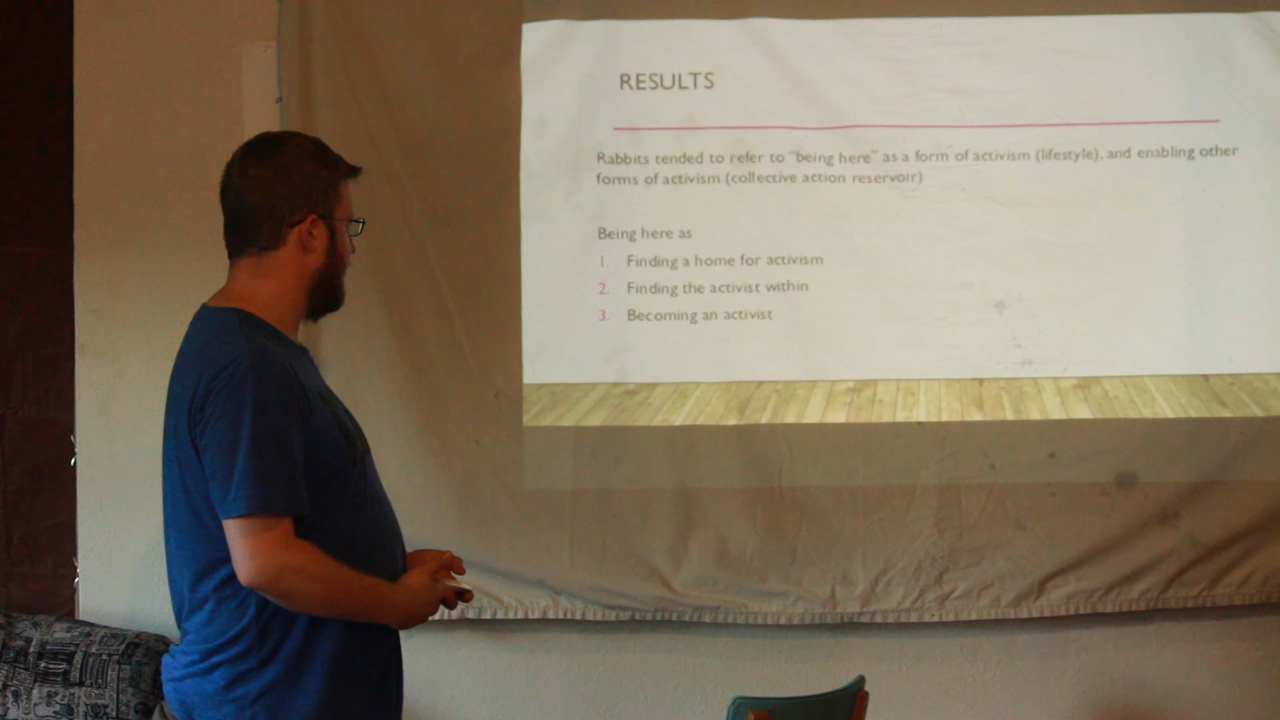 RESULTS
Rabbits tended to refer to "being here" as a form of activism (lifestyle), and enabling other
forms of activism (collective action reservoir)
Being here as
1. Finding a home for activism
2. Finding the activist within
3. Becoming an activist